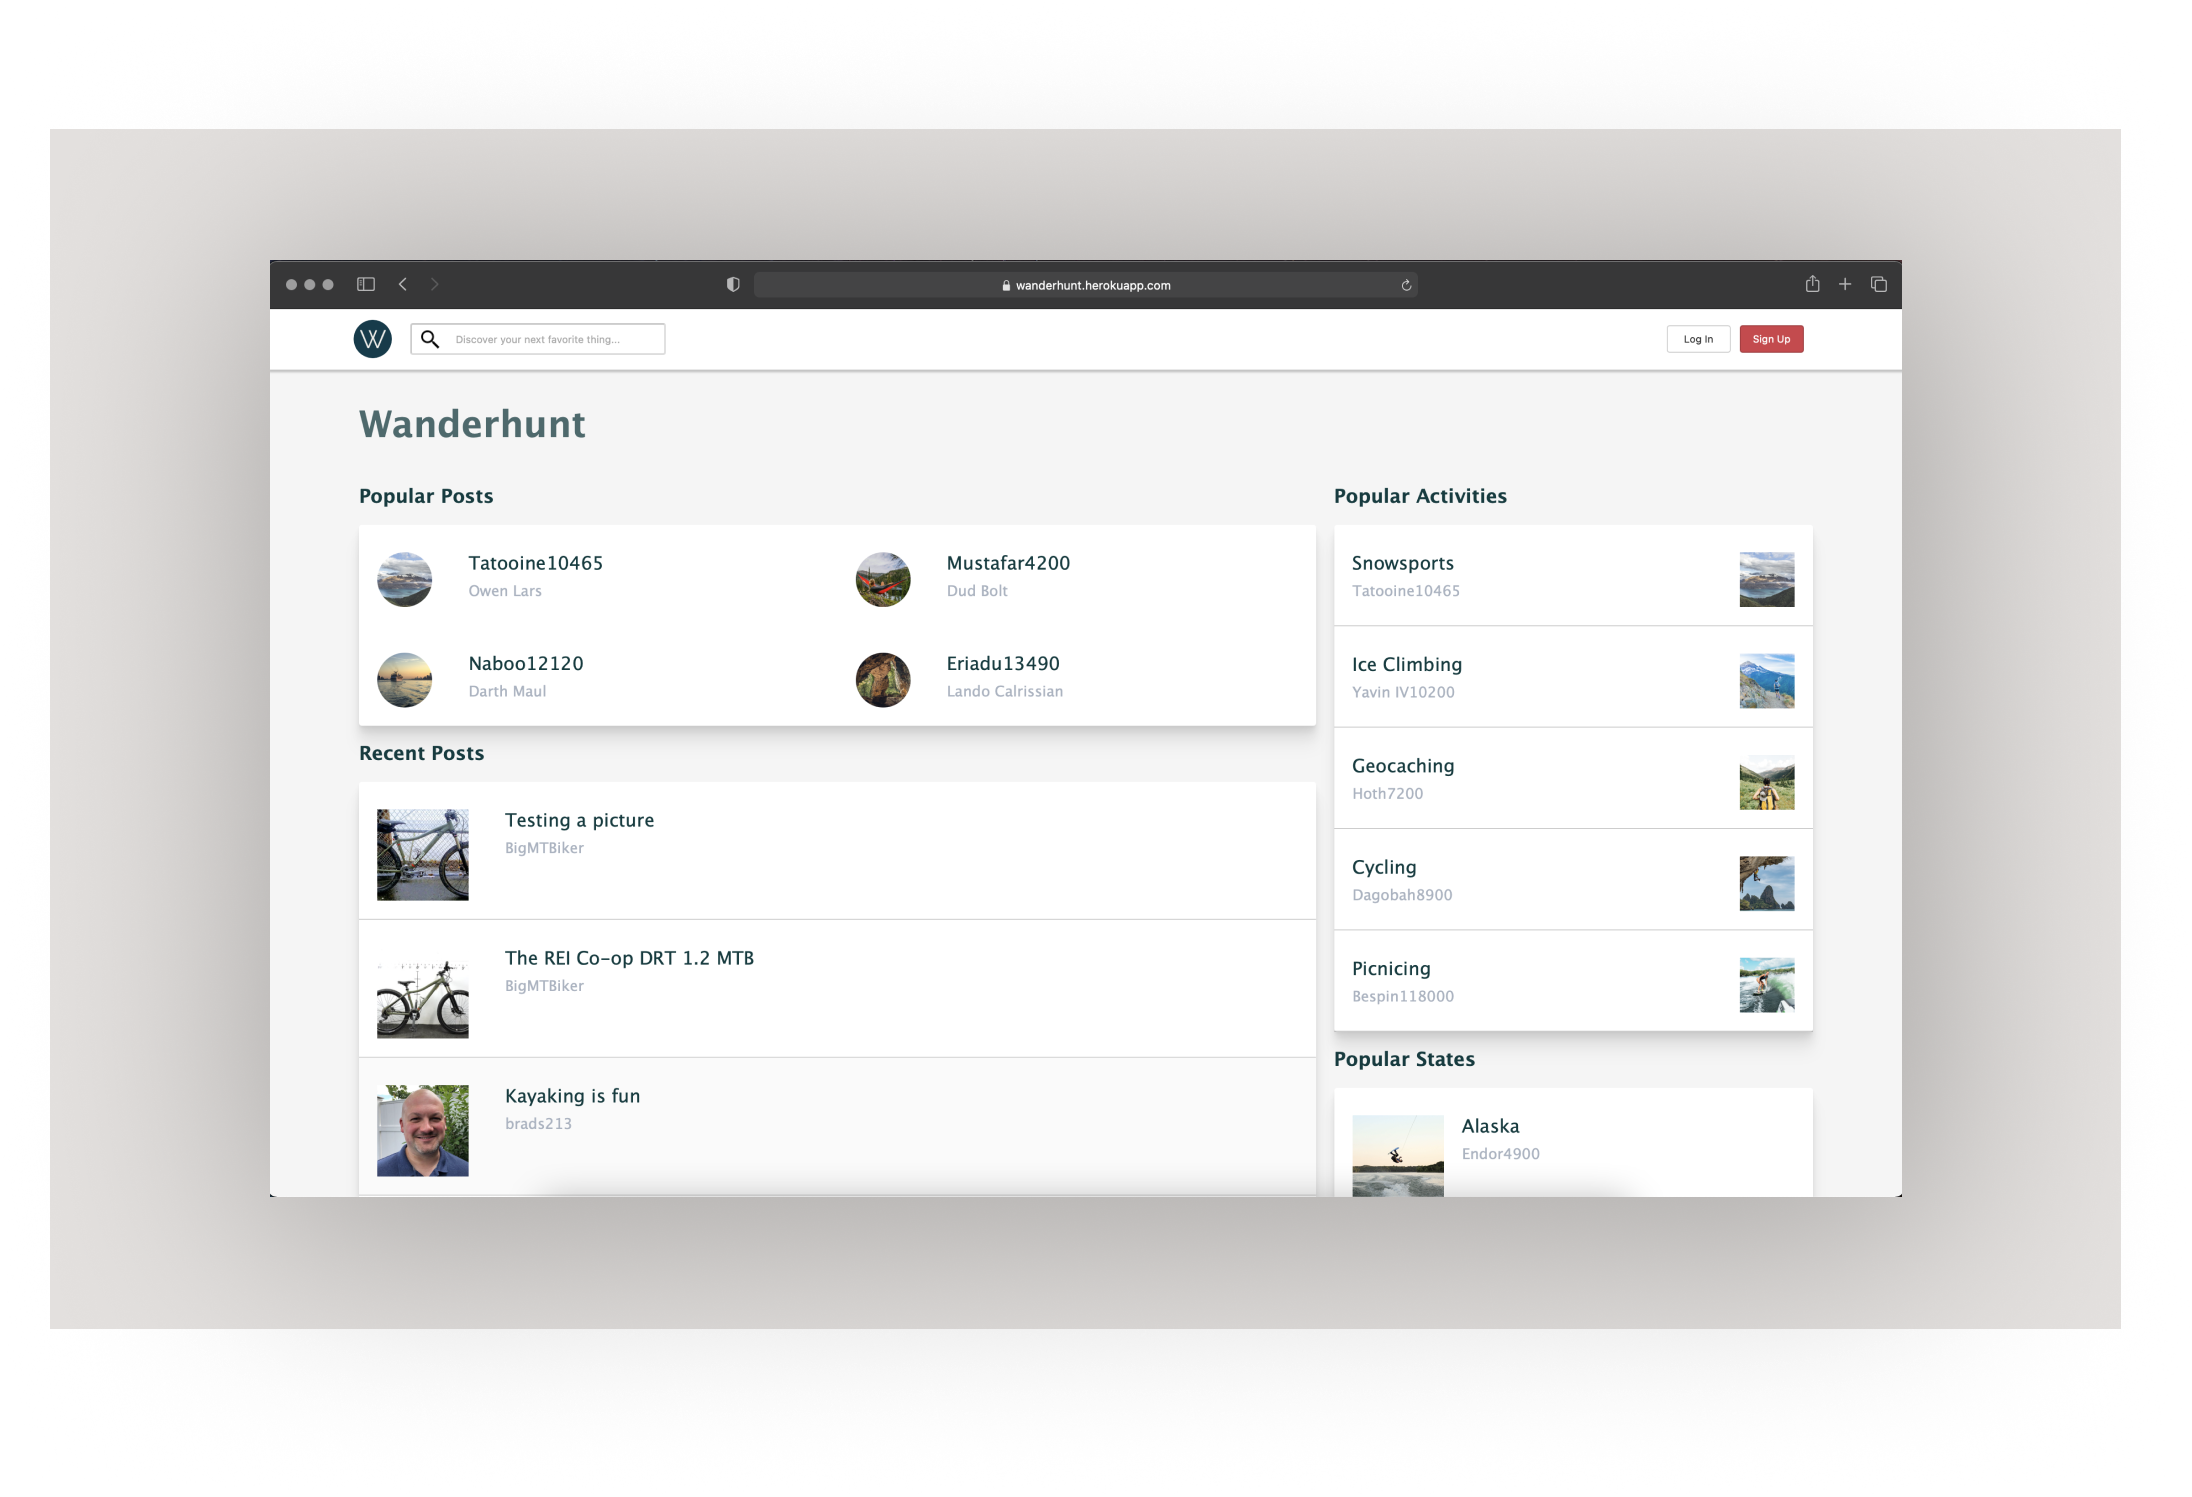 wanderhunt.herokuapp.com
W
Discover your next favorite thing...
Log In
Sign Up
Wanderhunt
Popular Posts
Tatooine10465
Owen Lars
Mustafar4200
Dud Bolt
Naboo12120
Darth Maul
Eriadu13490
Lando Calrissian
Recent Posts
Testing a picture
BigMTBiker
The REI Co-op DRT 1.2 MTB
BigMTBiker
Kayaking is fun
brads213
Popular Activities
Snowsports
Tatooine10465
Ice Climbing
Yavin IV10200
Geocaching
Hoth7200
Cycling
Dagobah8900
Picnicing
Bespin118000
Popular States
Alaska
Endor4900